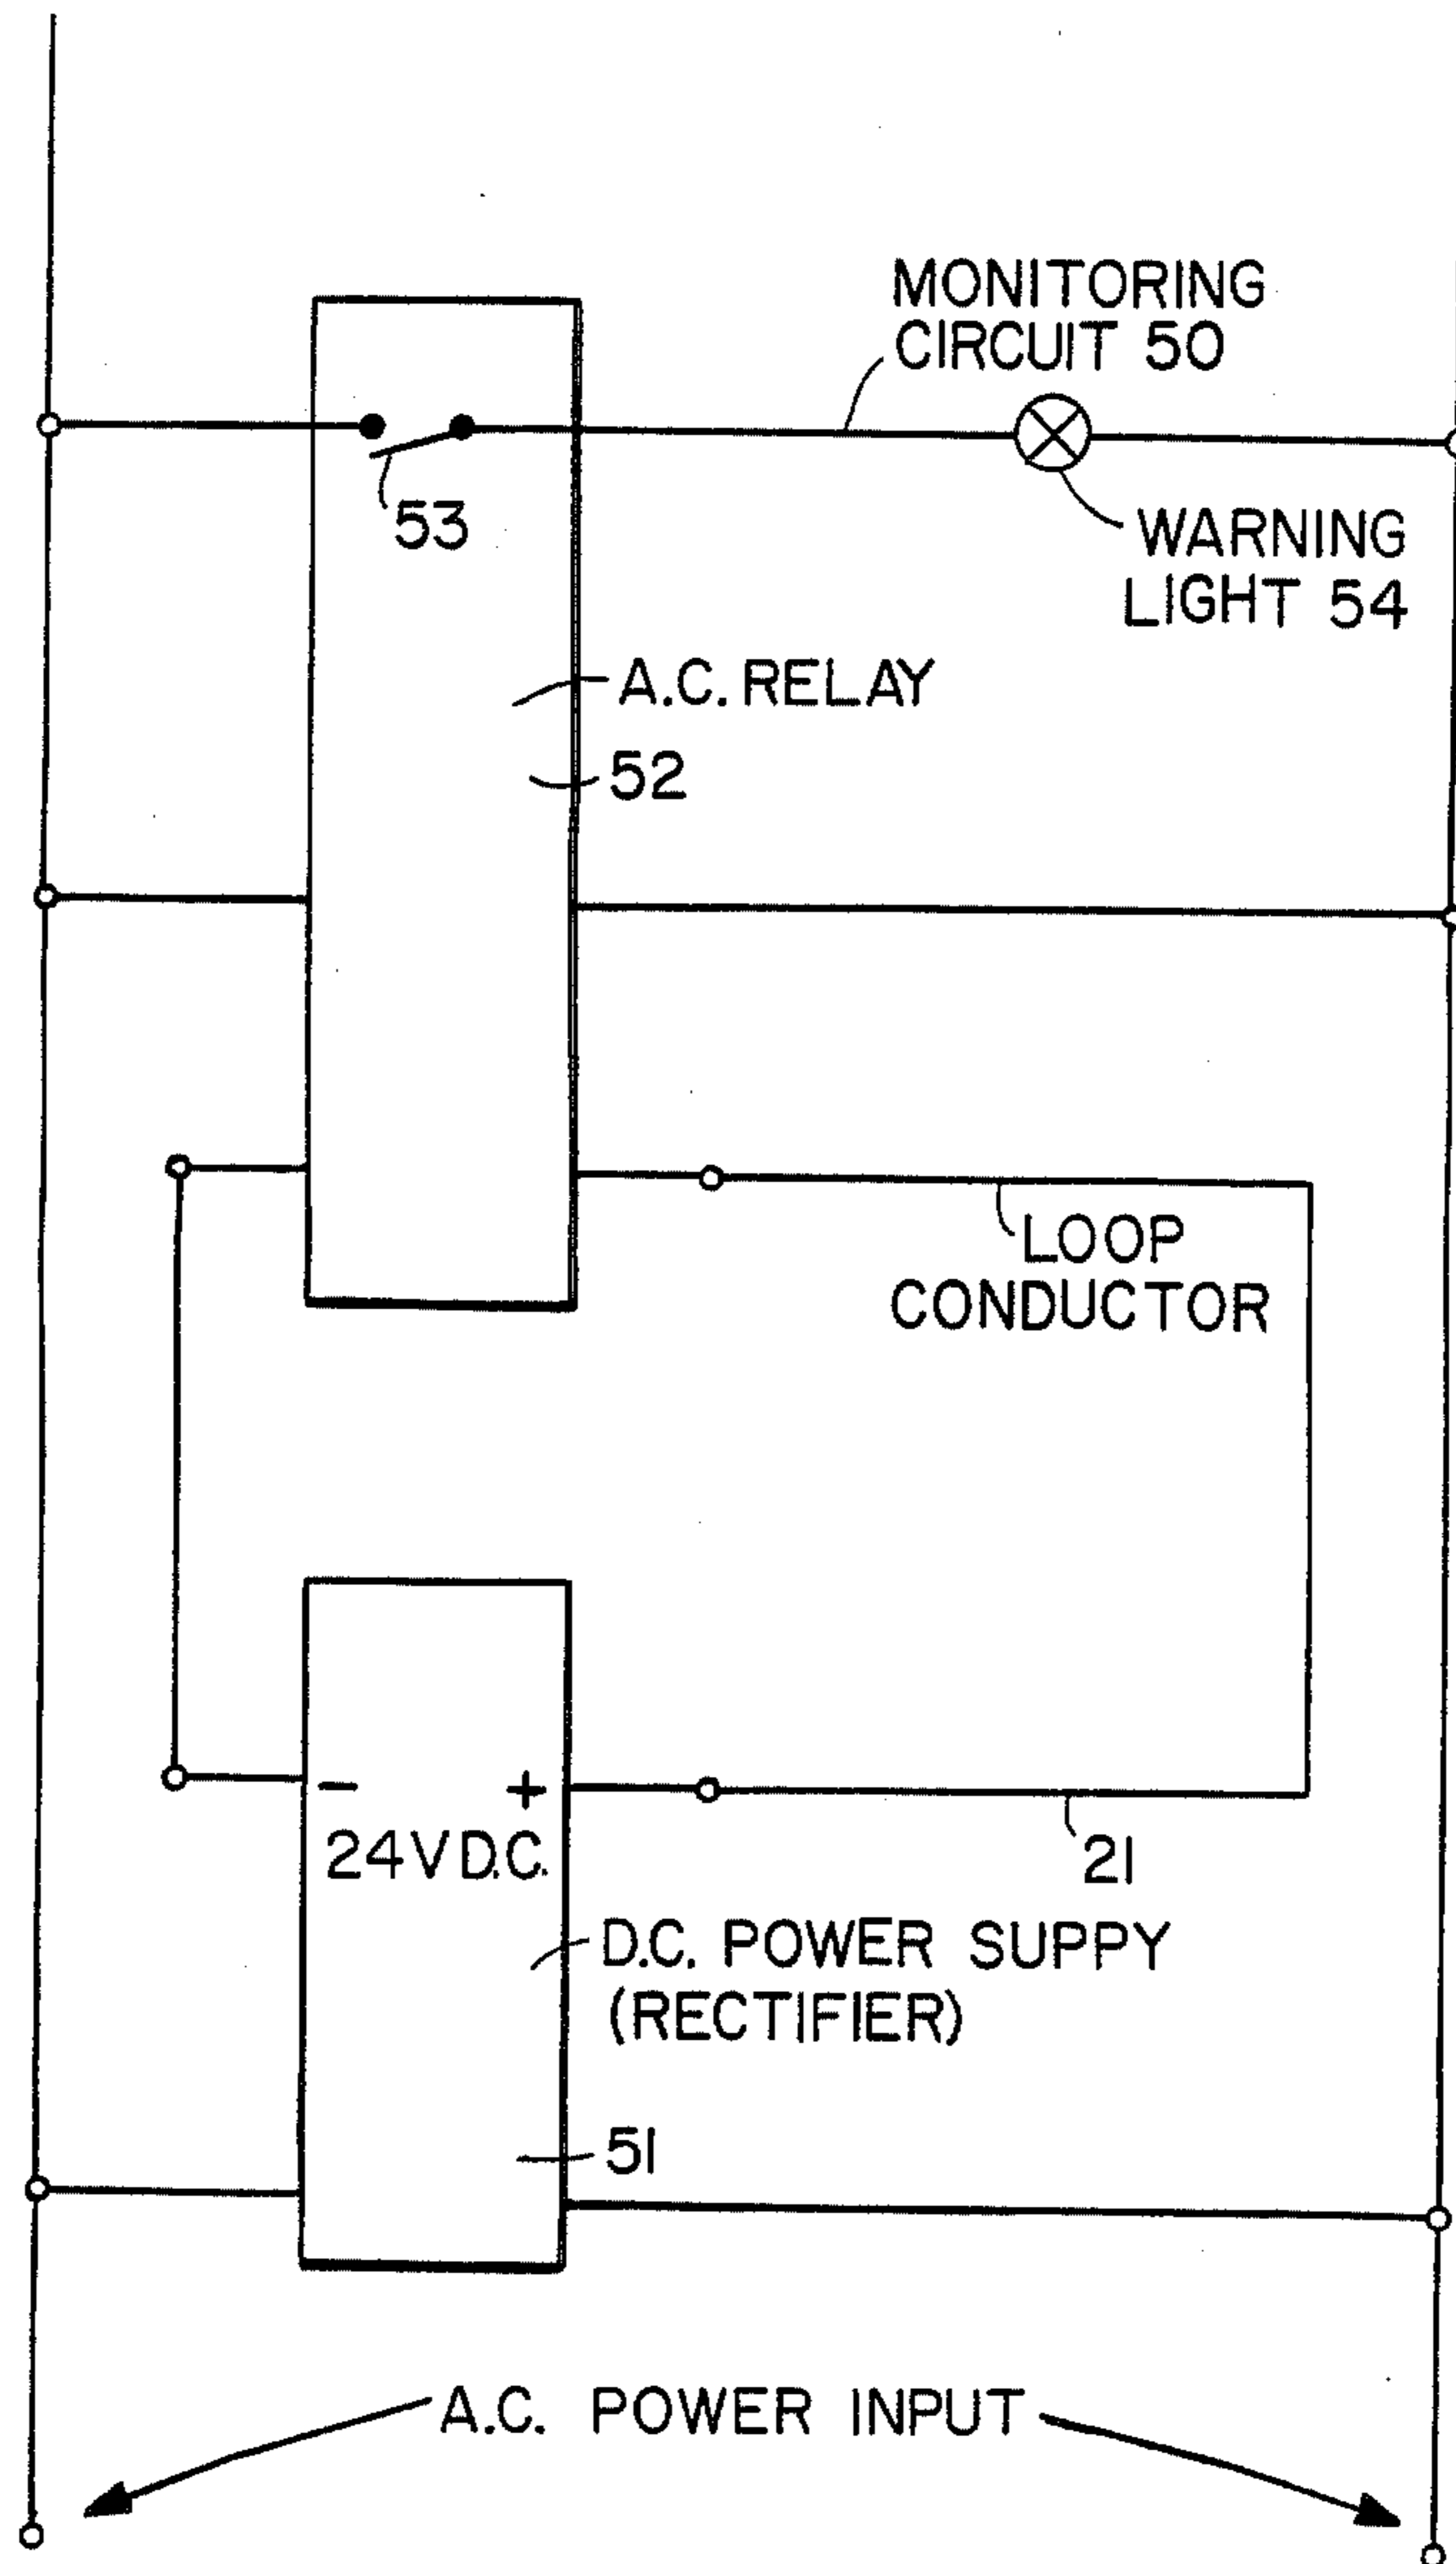 MONITORING
CIRCUIT 50
53
WARNING
LIGHT 54
A.C. RELAY
52
LOOP
CONDUCTOR
- +
24V D.C.
21
D.C. POWER SUPPY
(RECTIFIER)
51
A.C. POWER INPUT